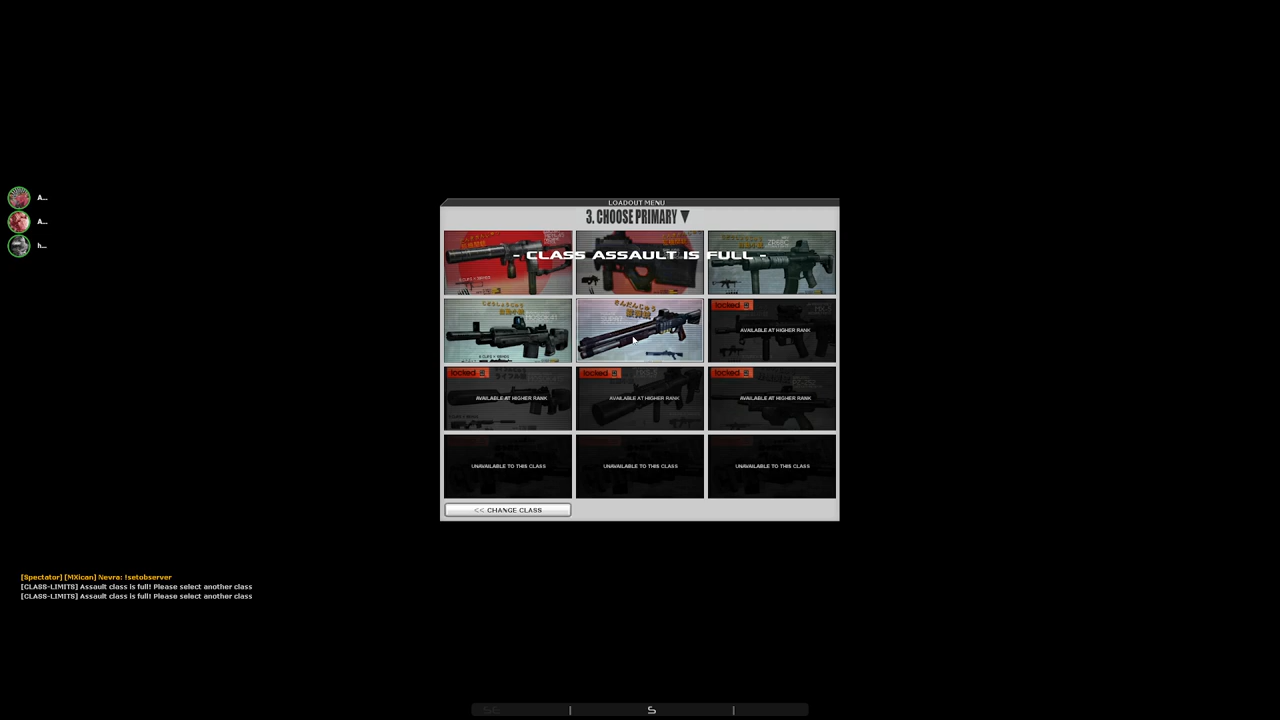 A...
A...
h...
LOADOUT MENU
3. CHOOSE PRIMARY ▼
- CLASS ASSAULT IS FULL -
locked
AVAILABLE AT HIGHER RANK
locked
AVAILABLE AT HIGHER RANK
locked
AVAILABLE AT HIGHER RANK
locked
AVAILABLE AT HIGHER RANK
UNAVAILABLE TO THIS CLASS
UNAVAILABLE TO THIS CLASS
UNAVAILABLE TO THIS CLASS
<< CHANGE CLASS
[Spectator] [MXican] Nevra: !setobserver
[CLASS-LIMITS] Assault class is full! Please select another class
[CLASS-LIMITS] Assault class is full! Please select another class
S